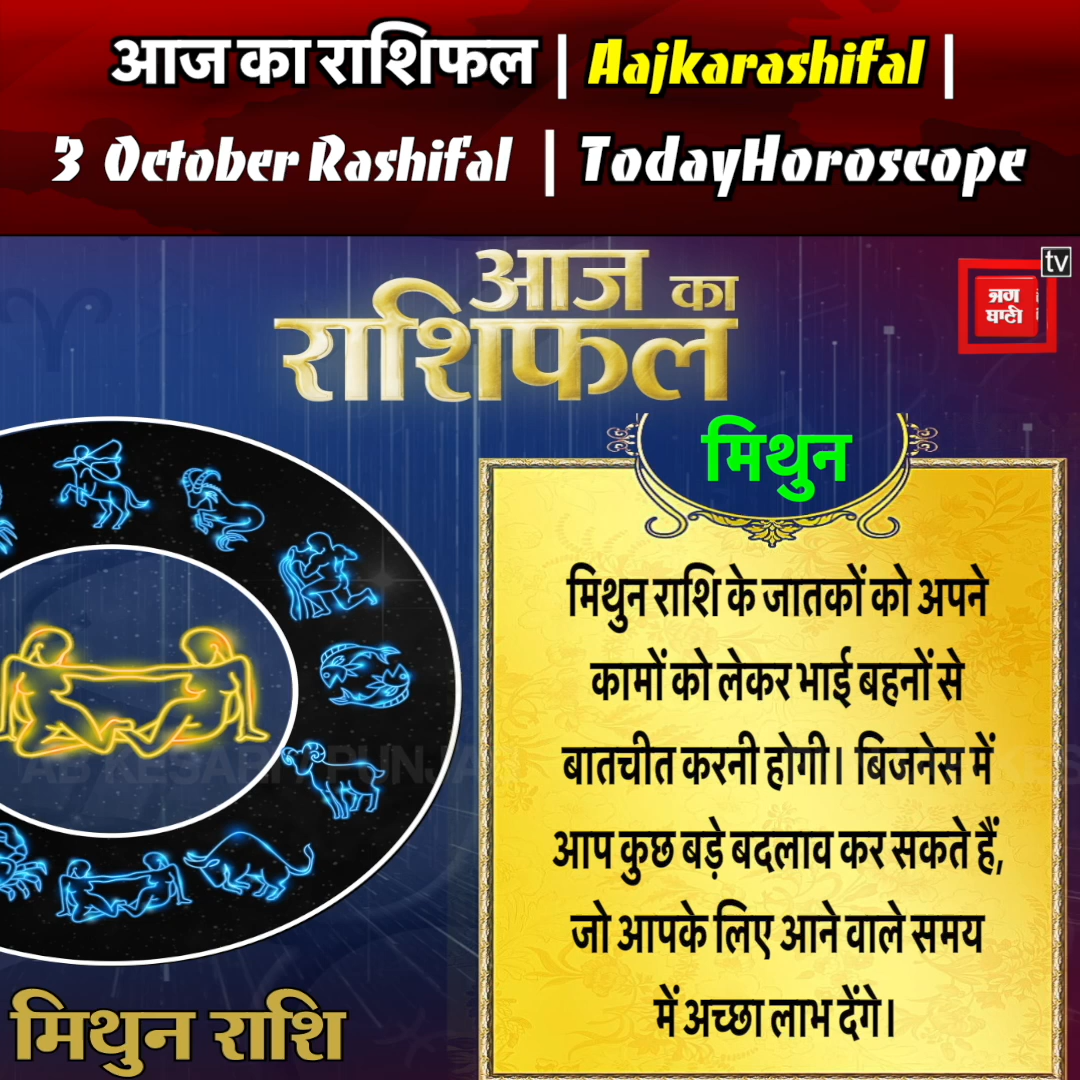 आज का राशिफल | Aajkarashifal |
3 October Rashifal | TodayHoroscope
tv
ਜਗ
ਬਾਣੀ
आज का
राशिफल
मिथुन
मिथुन राशि के जातकों को अपने
कामों को लेकर भाई बहनों से
बातचीत करनी होगी। बिजनेस में
आप कुछ बड़े बदलाव कर सकते हैं,
जो आपके लिए आने वाले समय
में अच्छा लाभ देंगे।
मिथुन राशि